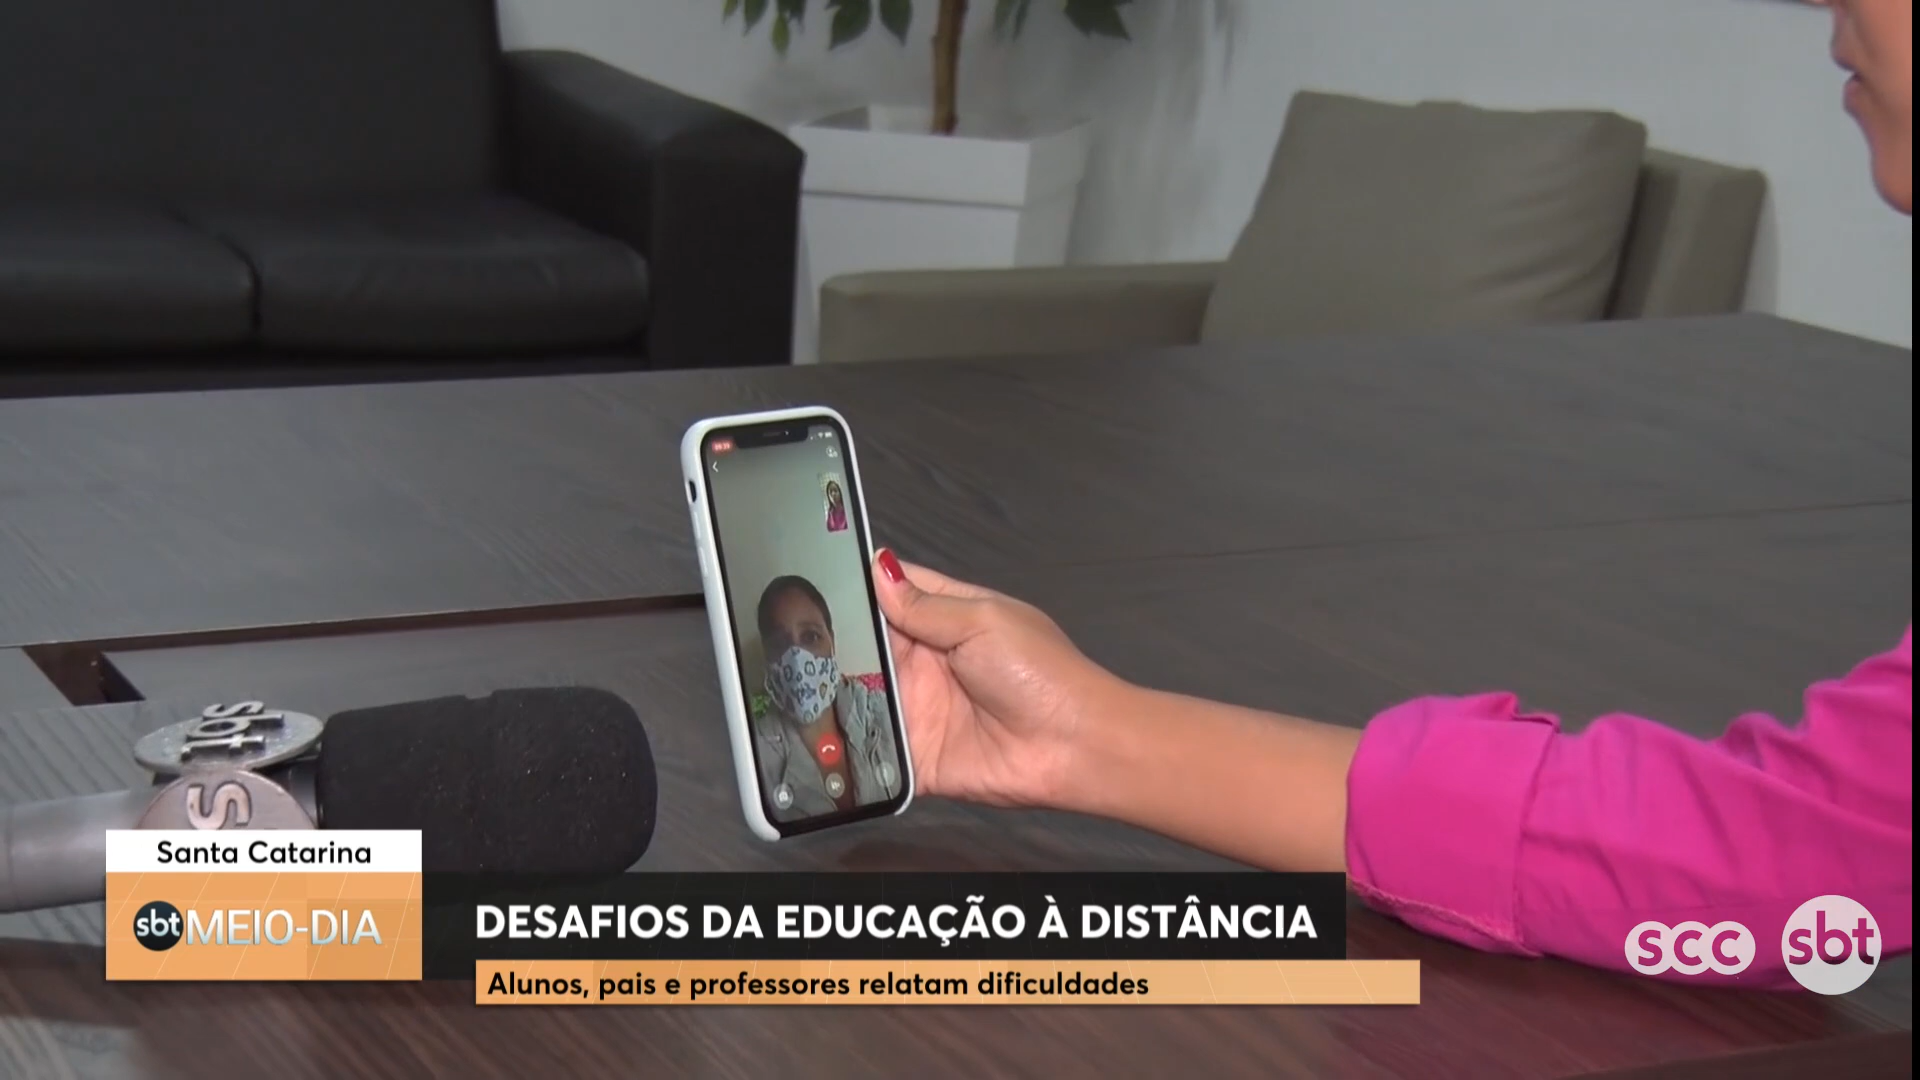 sbt
S
Santa Catarina
sbt MEIO-DIA
DESAFIOS DA EDUCAÇÃO À DISTÂNCIA
Alunos, pais e professores relatam dificuldades
scc sbt